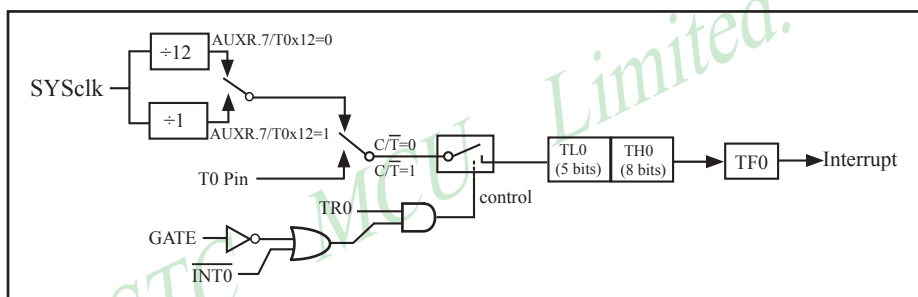 ÷12
AUXR.7/T0x12=0
SYSclk
÷1
AUXR.7/T0x12=1
C/T̅=0
C/T̅=1
T0 Pin
TL0
(5 bits)
TH0
(8 bits)
TF0
Interrupt
control
TR0
GATE
I̅N̅T̅0̅
STC MCU Limited.